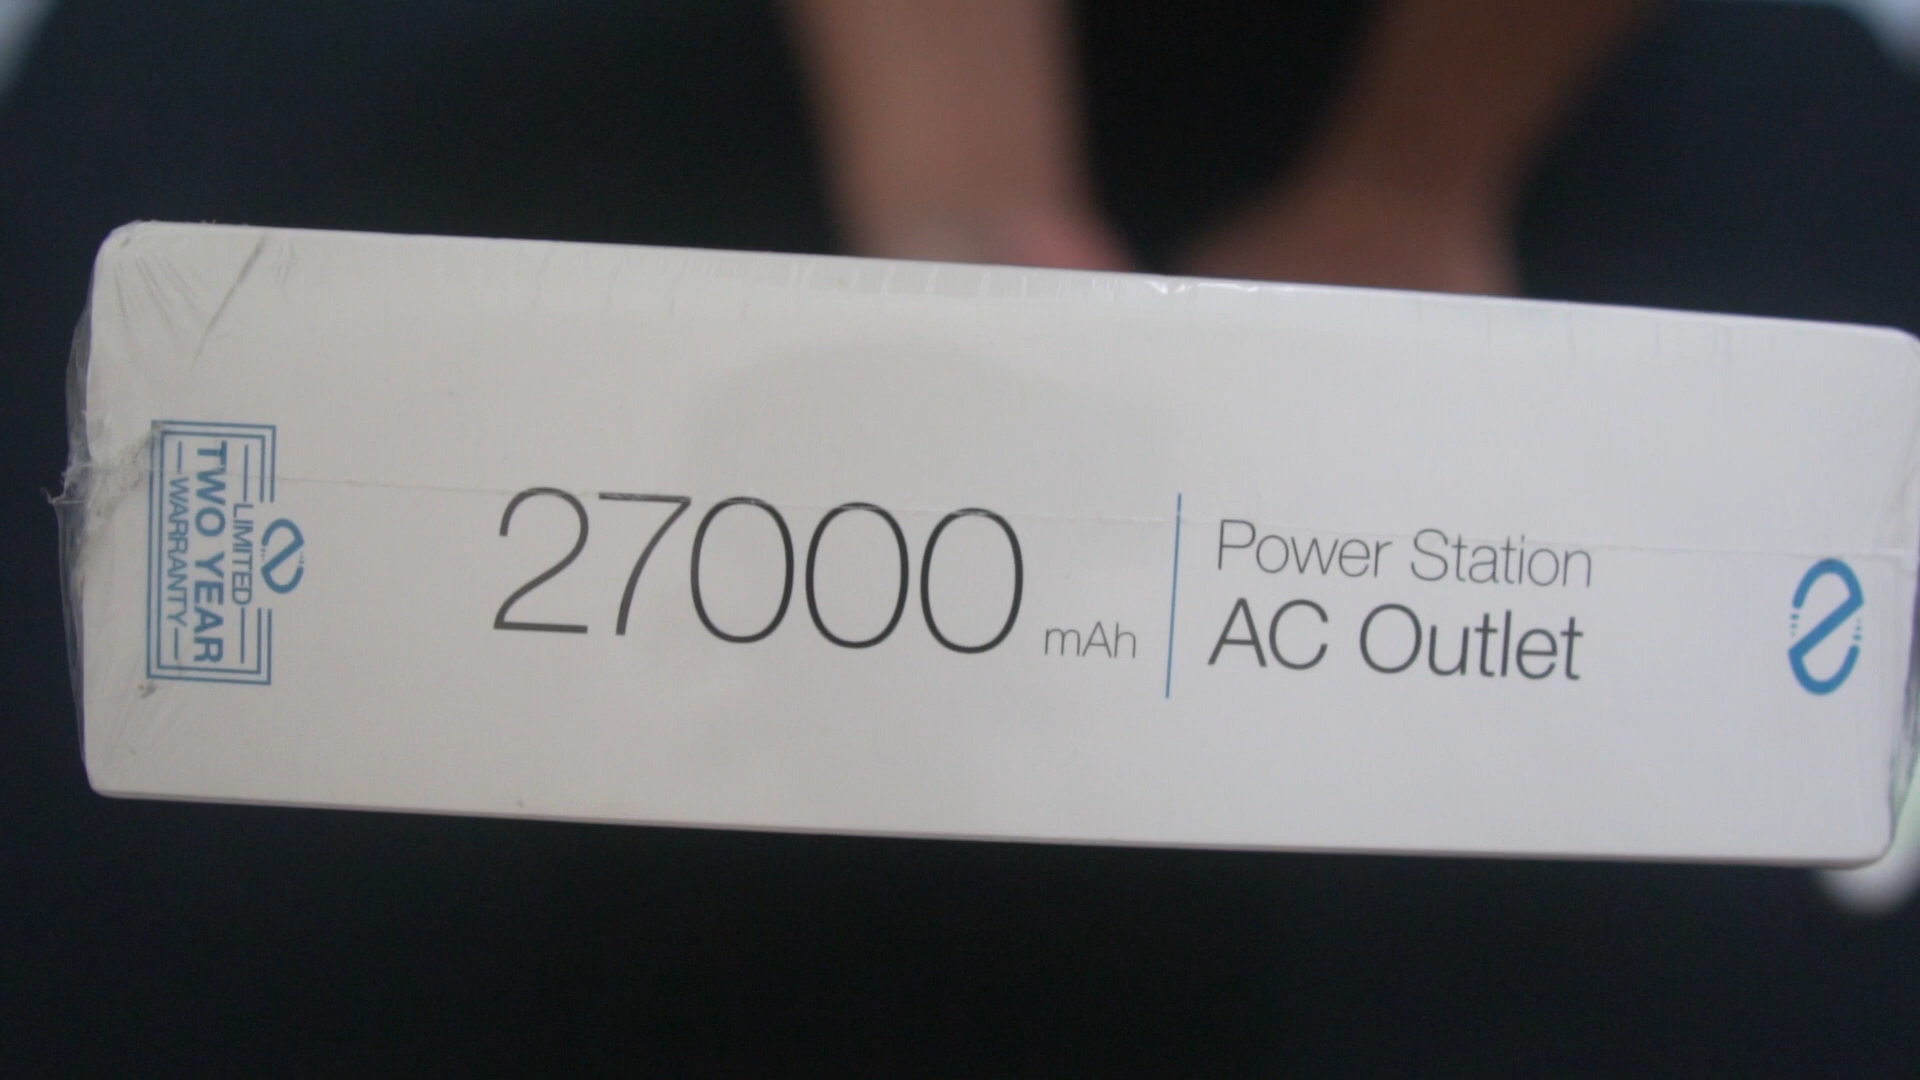 LIMITED
TWO YEAR
WARRANTY
27000 mAh
Power Station
AC Outlet